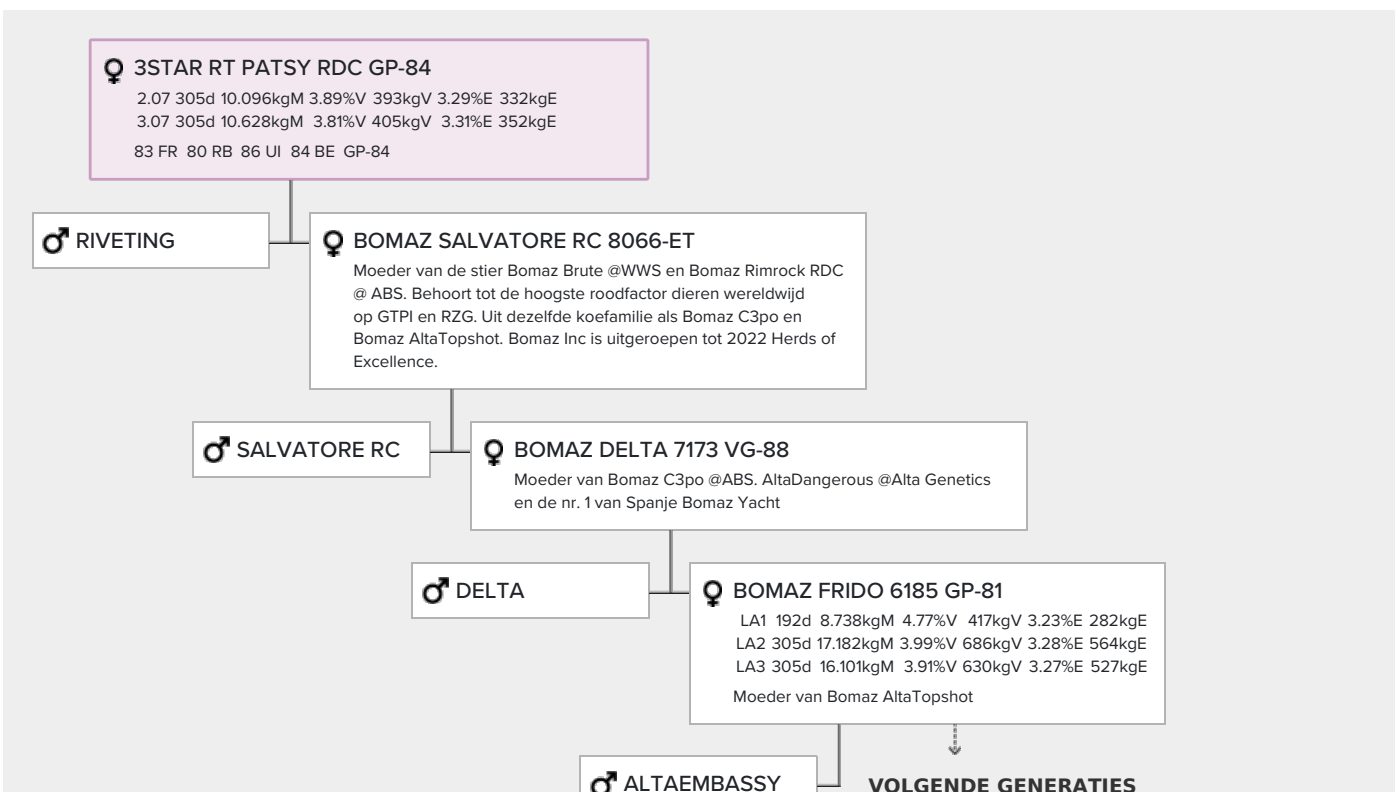 3STAR RT PATSY RDC GP-84
2.07 305d 10.096kgM 3.89%V 393kgV 3.29%E 332kgE
3.07 305d 10.628kgM 3.81%V 405kgV 3.31%E 352kgE
83 FR 80 RB 86 UI 84 BE GP-84
RIVETING
BOMAZ SALVATORE RC 8066-ET
Moeder van de stier Bomaz Brute @WWS en Bomaz Rimrock RDC
@ ABS. Behoort tot de hoogste roodfactor dieren wereldwijd
op GTPI en RZG. Uit dezelfde koefamilie als Bomaz C3po en
Bomaz AltaTopshot. Bomaz Inc is uitgeroepen tot 2022 Herds of
Excellence.
SALVATORE RC
BOMAZ DELTA 7173 VG-88
Moeder van Bomaz C3po @ABS. AltaDangerous @Alta Genetics
en de nr. 1 van Spanje Bomaz Yacht
DELTA
BOMAZ FRIDO 6185 GP-81
LA1 192d 8.738kgM 4.77%V 417kgV 3.23%E 282kgE
LA2 305d 17.182kgM 3.99%V 686kgV 3.28%E 564kgE
LA3 305d 16.101kgM 3.91%V 630kgV 3.27%E 527kgE
Moeder van Bomaz AltaTopshot
ALTAEMBASSY
VOLGENDE GENERATIES